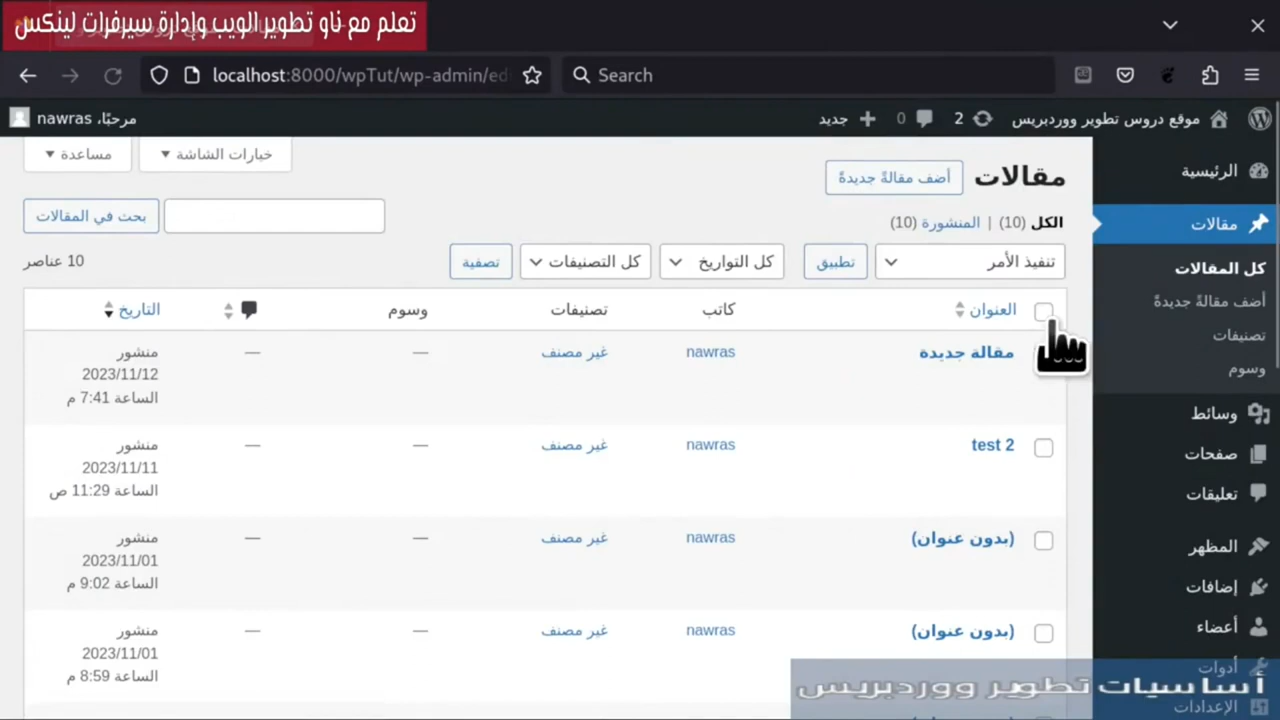 تعلم مع ناو تطوير الويب وإدارة سيرفرات لينكس
localhost:8000/wpTut/wp-admin/ed
Search
موقع دروس تطوير ووردبريس
2
0
جديد
مرحبًا، nawras
خيارات الشاشة
مساعدة
مقالات
أضف مقالةً جديدةً
الكل (10) | المنشورة (10)
بحث في المقالات
تنفيذ الأمر
تطبيق
كل التواريخ
كل التصنيفات
تصفية
10 عناصر
العنوان
كاتب
تصنيفات
وسوم
التاريخ
مقالة جديدة
nawras
غير مصنف
—
—
منشور
2023/11/12
الساعة 7:41 م
test 2
nawras
غير مصنف
—
—
منشور
2023/11/11
الساعة 11:29 ص
(بدون عنوان)
nawras
غير مصنف
—
—
منشور
2023/11/01
الساعة 9:02 م
(بدون عنوان)
nawras
غير مصنف
—
—
منشور
2023/11/01
الساعة 8:59 م
الرئيسية
مقالات
كل المقالات
أضف مقالةً جديدةً
تصنيفات
وسوم
وسائط
صفحات
تعليقات
المظهر
إضافات
أعضاء
أدوات
الإعدادات
أساسيات تطوير ووردبريس